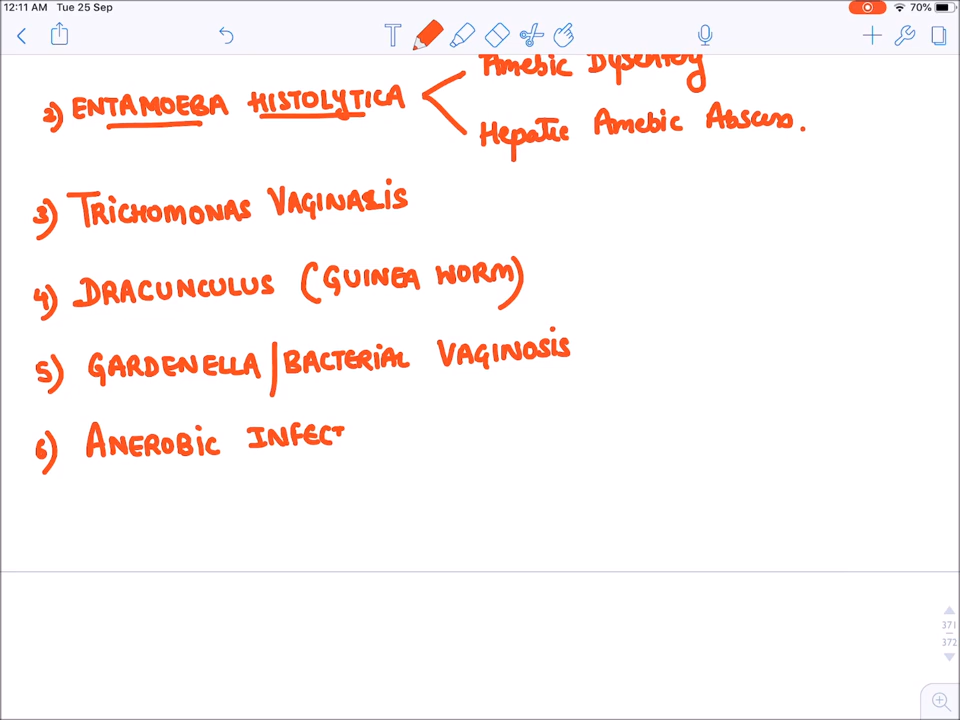 12:11 AM Tue 25 Sep 70%
T
Amebic Dysentery
2) ENTAMOEBA HISTOLYTICA
Hepatic Amebic Abscess.
3) TRICHOMONAS VAGINALIS
4) DRACUNCULUS (GUINEA WORM)
5) GARDENELLA/BACTERIAL VAGINOSIS
6) ANEROBIC INFECT
371
372